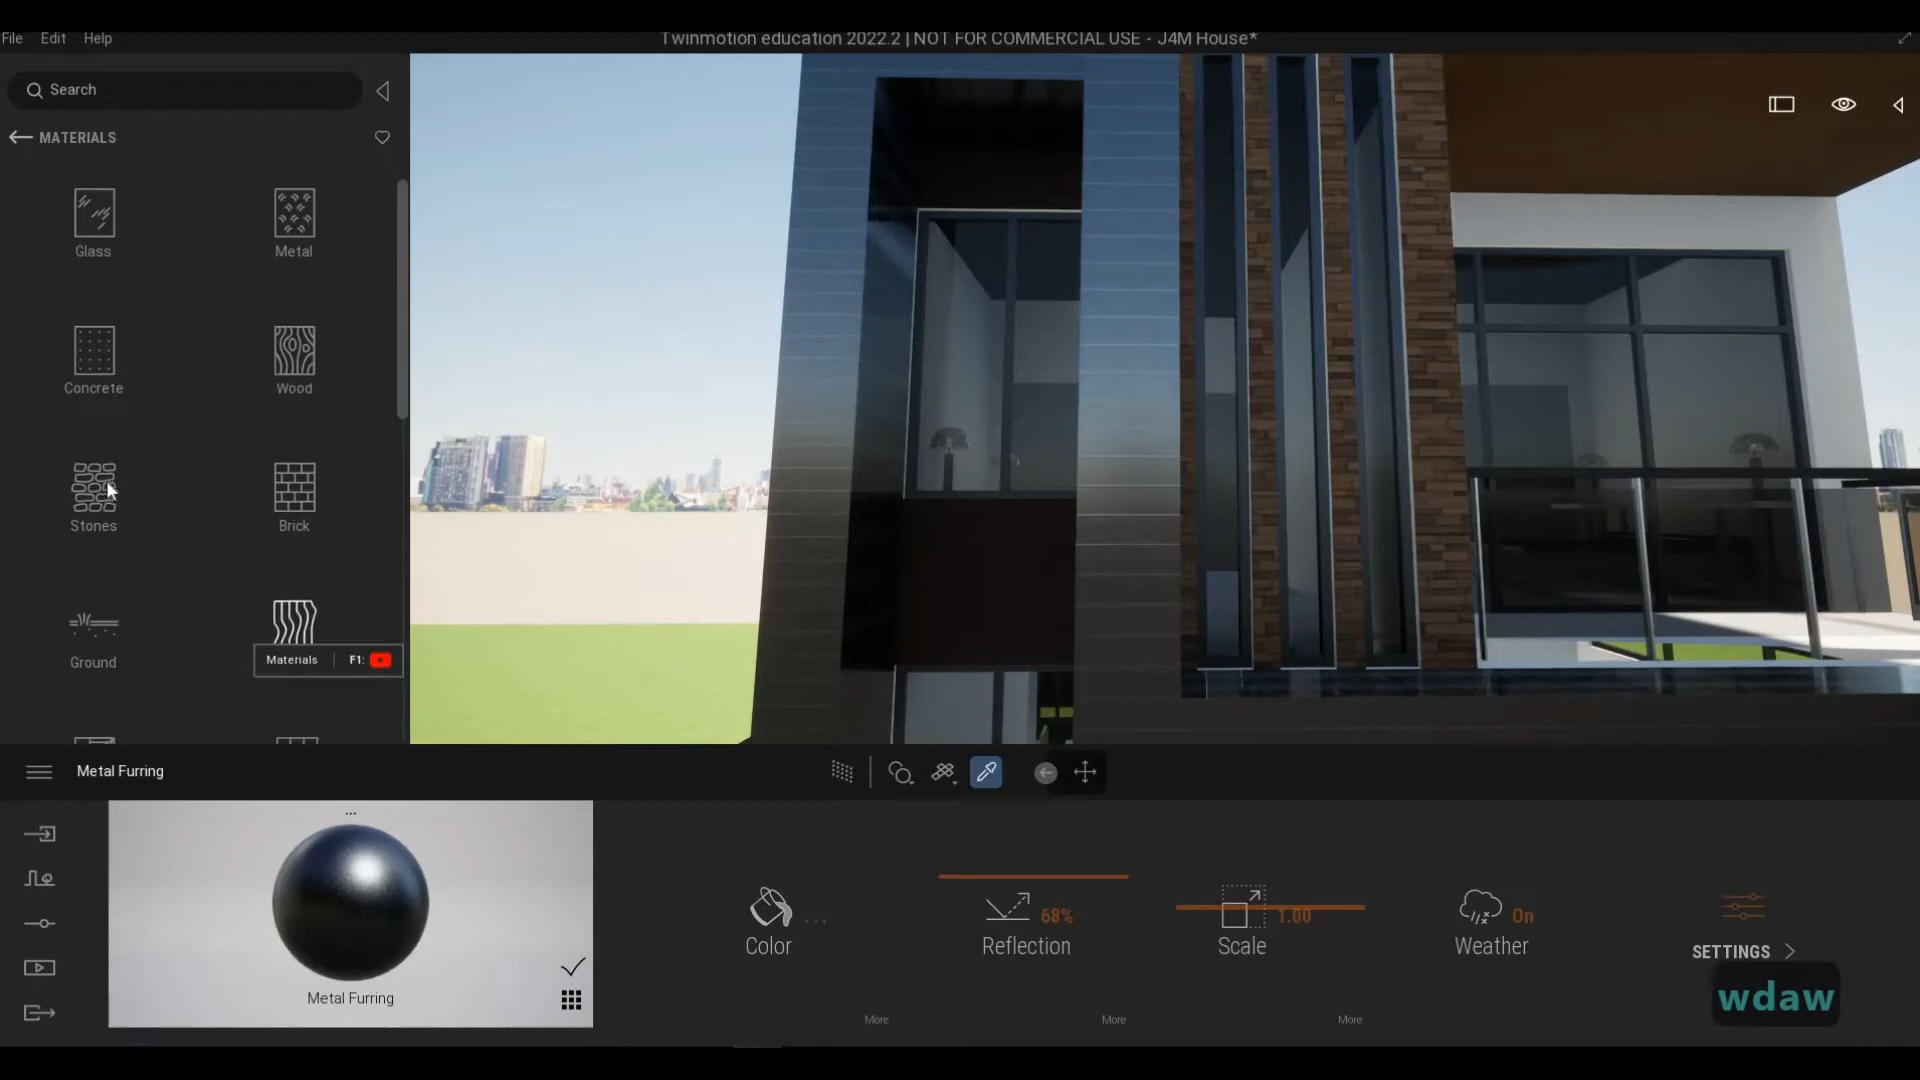 File Edit Help
Twinmotion education 2022.2 | NOT FOR COMMERCIAL USE - J4M House*
Search
MATERIALS
Glass
Metal
Concrete
Wood
Stones
Brick
Ground
Materials F1:
Metal Furring
...
Metal Furring
Color ...
Reflection 68%
Scale 1.00
Weather On
SETTINGS
More
More
More
wdaw